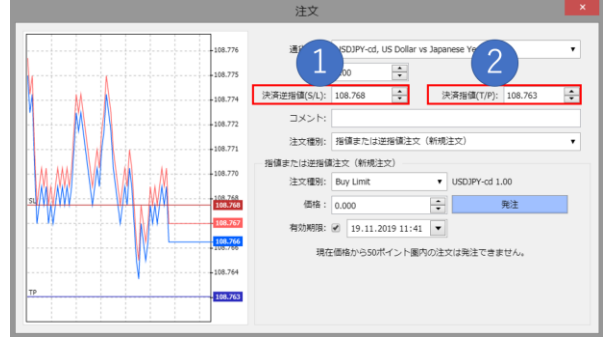 注文
×
108.776
108.775
108.774
108.772
108.771
108.770
108.768
SL
108.768
108.767
108.766
108.764
TP
108.763
1
2
USDJPY-cd, US Dollar vs Japanese
決済逆指値(S/L): 108.768
決済指値(T/P): 108.763
コメント:
注文種別: 指値または逆指値注文（新規注文）
指値または逆指値注文（新規注文）
注文種別: Buy Limit USDJPY-cd 1.00
価格： 0.000 発注
有効期限: 19.11.2019 11:41
現在価格から50ポイント圏内の注文は発注できません。